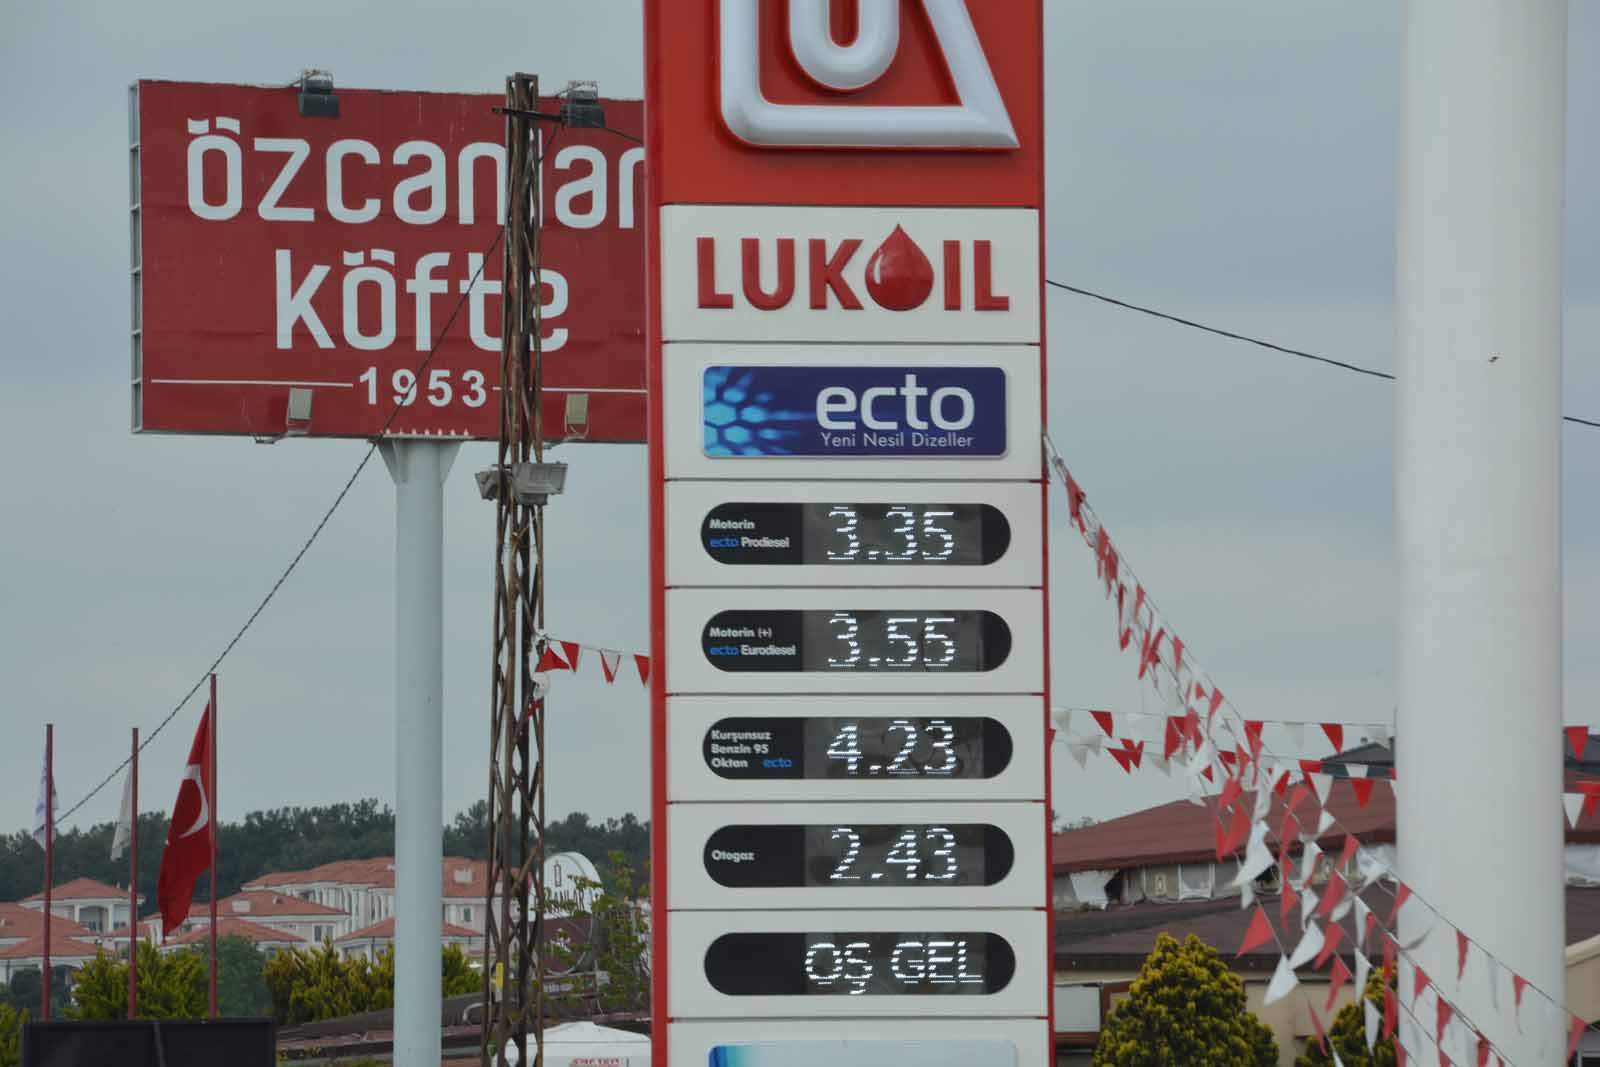 özcanlar
köfte
1953
LUKOIL
ecto
Yeni Nesil Dizeller
Motorin
ecto Prodiesel
3.35
Motorin (+)
ecto Eurodiesel
3.55
Kurşunsuz
Benzin 95
Oktan ecto
4.23
Otogaz
2.43
OŞ GEL